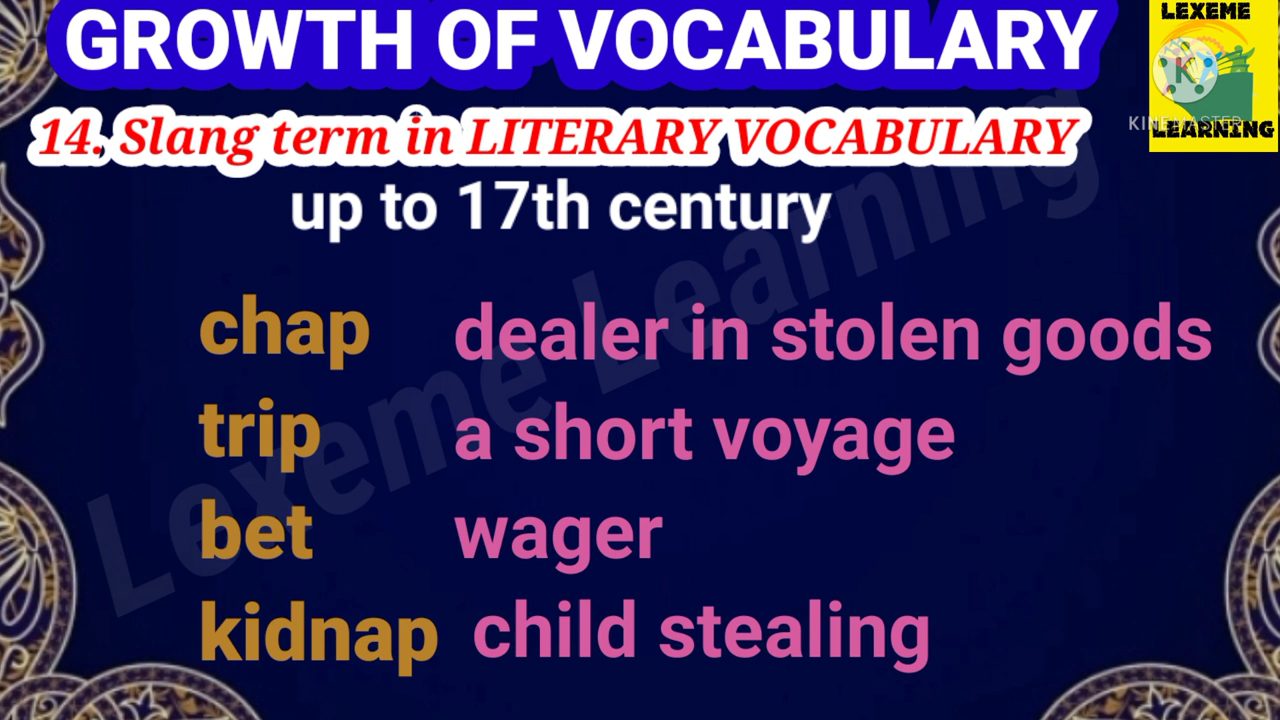 GROWTH OF VOCABULARY
LEXEME
K
KINEMASTER
LEARNING
14. Slang term in LITERARY VOCABULARY
up to 17th century
chap dealer in stolen goods
trip a short voyage
bet wager
kidnap child stealing
Lexeme Learning